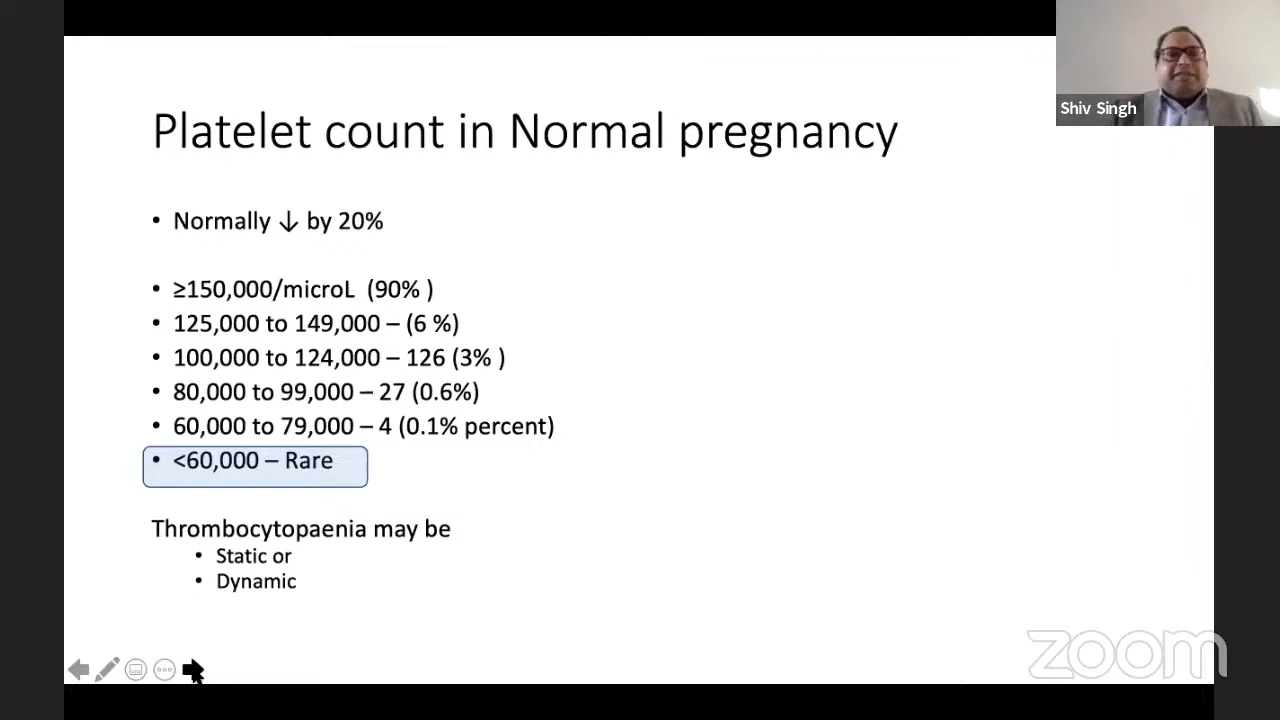 Shiv Singh
Platelet count in Normal pregnancy
• Normally ↓ by 20%
• ≥150,000/microL (90% )
• 125,000 to 149,000 – (6 %)
• 100,000 to 124,000 – 126 (3% )
• 80,000 to 99,000 – 27 (0.6%)
• 60,000 to 79,000 – 4 (0.1% percent)
• <60,000 – Rare
Thrombocytopaenia may be
• Static or
• Dynamic
zoom